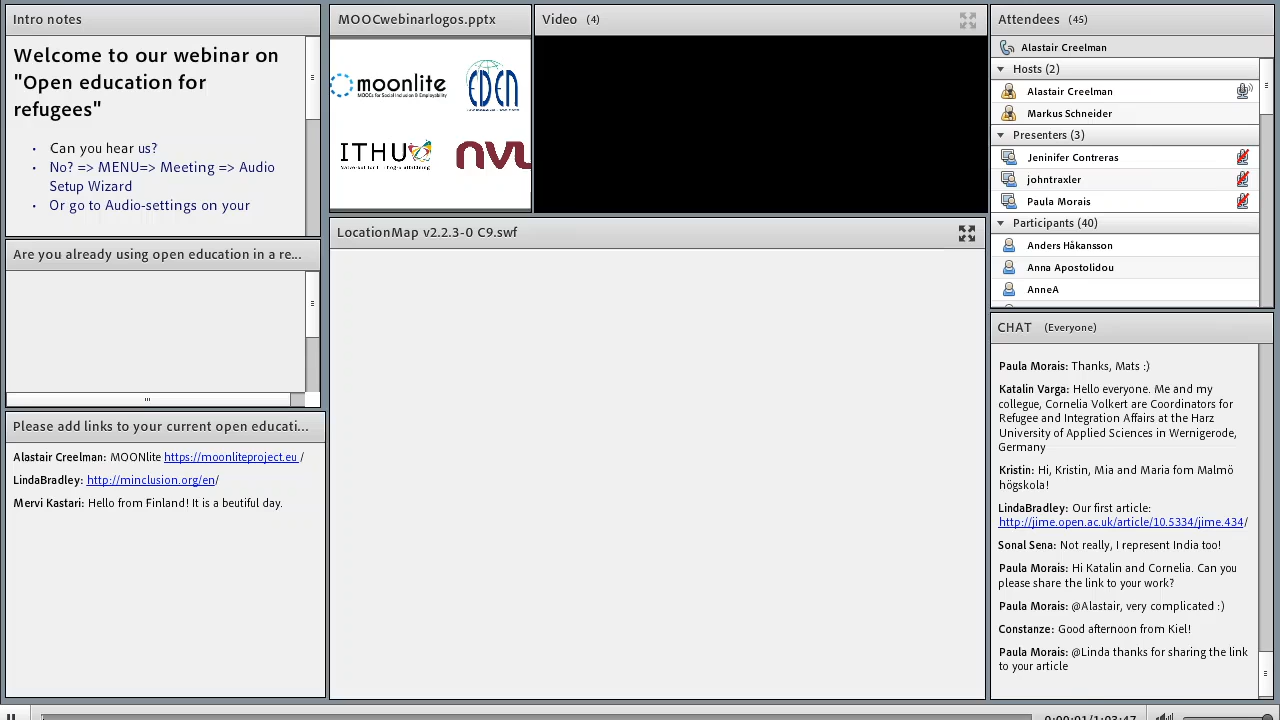 Intro notes
Welcome to our webinar on
"Open education for
refugees"
• Can you hear us?
• No? => MENU=> Meeting => Audio
Setup Wizard
• Or go to Audio-settings on your
Are you already using open education in a re...
Please add links to your current open educati...
Alastair Creelman: MOONlite https://moonliteproject.eu /
LindaBradley: http://minclusion.org/en/
Mervi Kastari: Hello from Finland! It is a beutiful day.
MOOCwebinarlogos.pptx
moonlite
MOOCs for Social Inclusion & Employability
EDEN
ITHU
nvl
Video (4)
LocationMap v2.2.3-0 C9.swf
Attendees (45)
Alastair Creelman
Hosts (2)
Alastair Creelman
Markus Schneider
Presenters (3)
Jeninifer Contreras
johntraxler
Paula Morais
Participants (40)
Anders Håkansson
Anna Apostolidou
AnneA
CHAT (Everyone)
Paula Morais: Thanks, Mats :)
Katalin Varga: Hello everyone. Me and my
collegue, Cornelia Volkert are Coordinators for
Refugee and Integration Affairs at the Harz
University of Applied Sciences in Wernigerode,
Germany
Kristin: Hi, Kristin, Mia and Maria fom Malmö
högskola!
LindaBradley: Our first article:
http://jime.open.ac.uk/article/10.5334/jime.434/
Sonal Sena: Not really, I represent India too!
Paula Morais: Hi Katalin and Cornelia. Can you
please share the link to your work?
Paula Morais: @Alastair, very complicated :)
Constanze: Good afternoon from Kiel!
Paula Morais: @Linda thanks for sharing the link
to your article
0:00:01/1:03:47